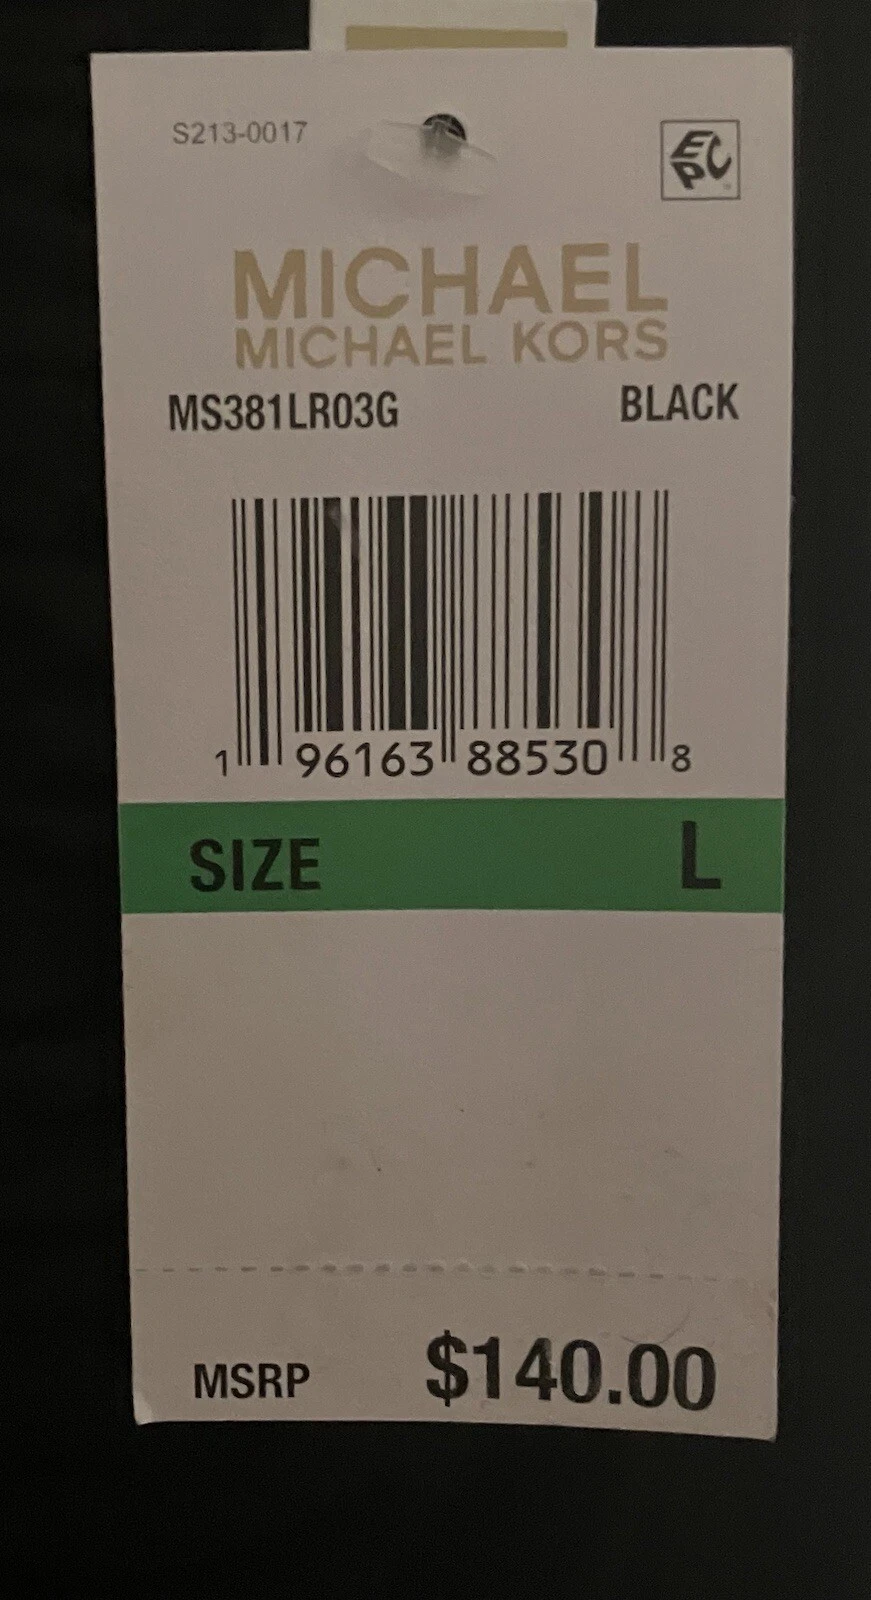 S213-0017
EPC
MICHAEL
MICHAEL KORS
MS381LR03G BLACK
1 96163 88530 8
SIZE L
MSRP $140.00